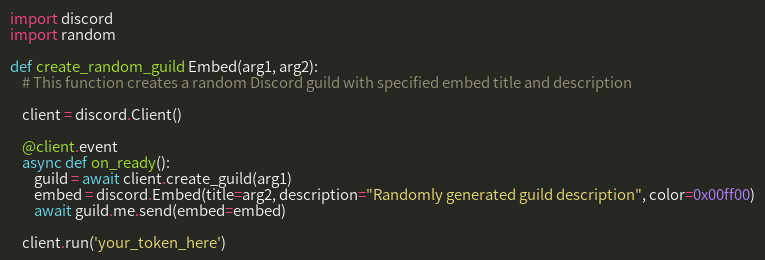 import discord
import random
def create_random_guild Embed(arg1, arg2):
# This function creates a random Discord guild with specified embed title and description
client = discord.Client()
@client.event
async def on_ready():
guild = await client.create_guild(arg1)
embed = discord.Embed(title=arg2, description="Randomly generated guild description", color=0x00ff00)
await guild.me.send(embed=embed)
client.run('your_token_here')